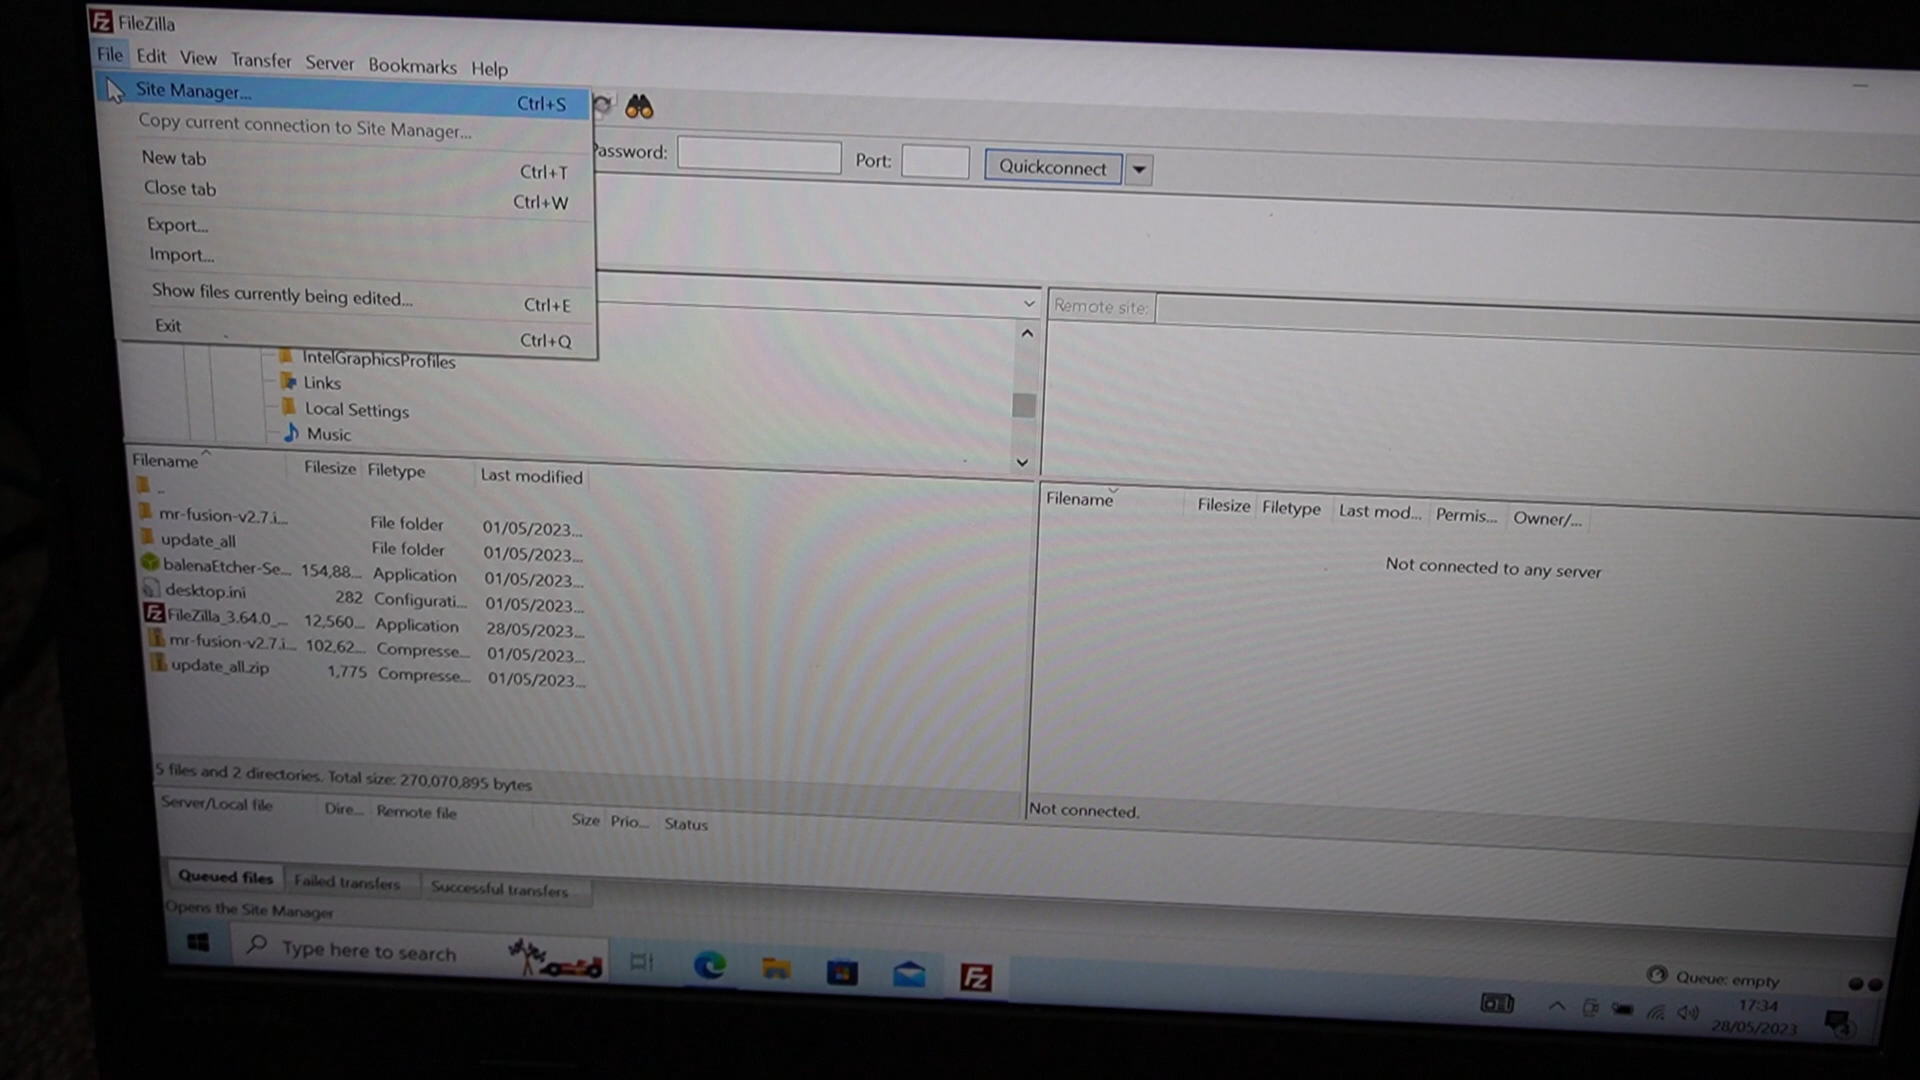 FileZilla
File Edit View Transfer Server Bookmarks Help
Site Manager... Ctrl+S
Copy current connection to Site Manager...
New tab Ctrl+T
Close tab Ctrl+W
Export...
Import...
Show files currently being edited... Ctrl+E
Exit Ctrl+Q
Password: Port: Quickconnect
Remote site:
IntelGraphicsProfiles
Links
Local Settings
Music
Filename Filesize Filetype Last modified
..
mr-fusion-v2.7.i... File folder 01/05/2023...
update_all File folder 01/05/2023...
balenaEtcher-Se... 154,88... Application 01/05/2023...
desktop.ini 282 Configurati... 01/05/2023...
FileZilla_3.64.0_... 12,560... Application 28/05/2023...
mr-fusion-v2.7.i... 102,62... Compresse... 01/05/2023...
update_all.zip 1,775 Compresse... 01/05/2023...
5 files and 2 directories. Total size: 270,070,895 bytes
Filename Filesize Filetype Last mod... Permis... Owner/...
Not connected to any server
Not connected.
Server/Local file Dire... Remote file Size Prio... Status
Queued files Failed transfers Successful transfers
Opens the Site Manager
Queue: empty
Type here to search
17:34
28/05/2023